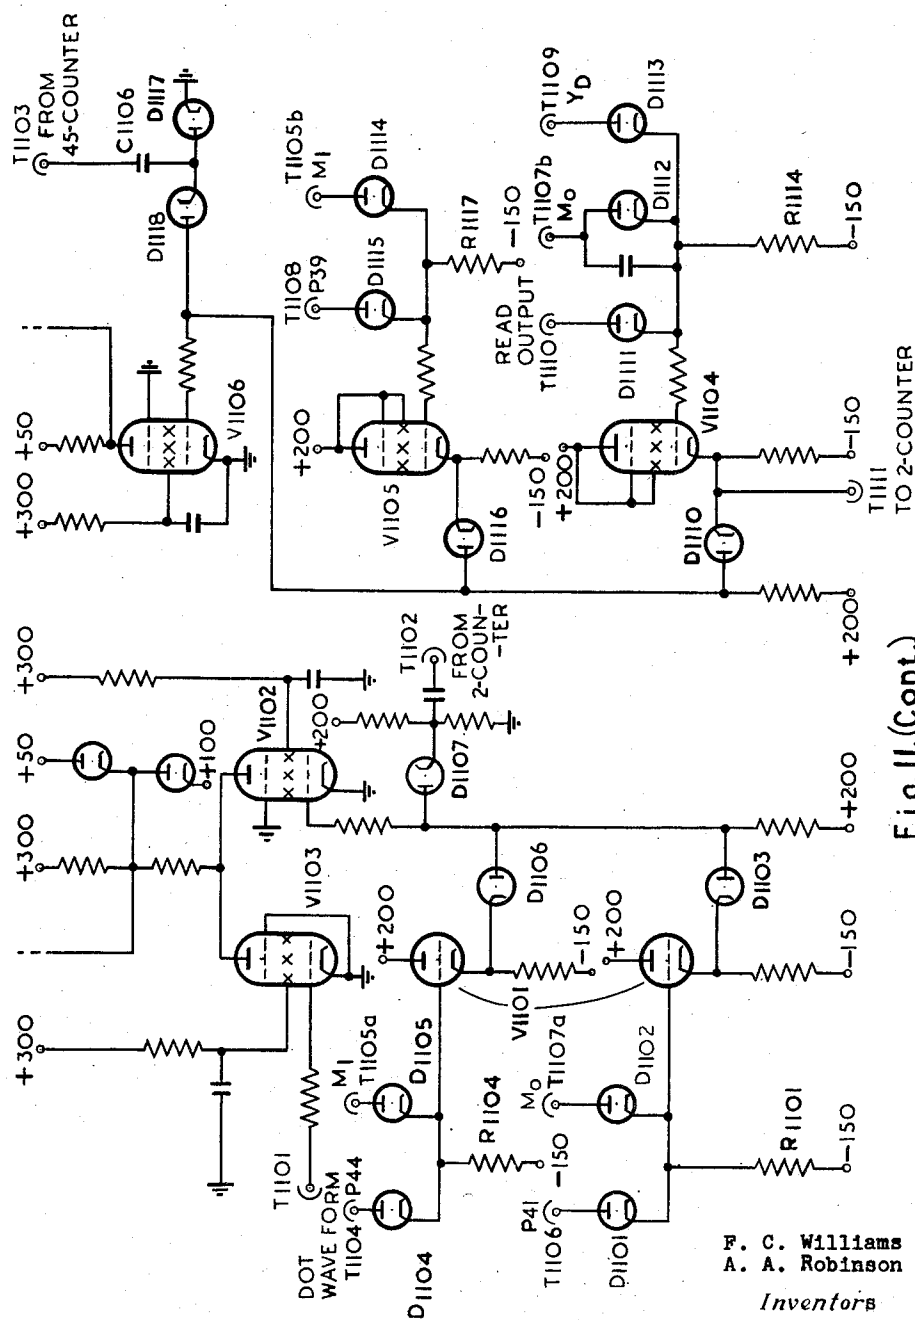 T1103
FROM
45-COUNTER
C1106
D1117
D1118
+50
+300
V1106
T1105b
M1
D1114
T1108
P39
D1115
R1117
-150
+200
V1105
-150
D1116
T1109
YD
D1113
T1107b
Mo
D1112
READ
OUTPUT
T1110
D1111
R1114
-150
+200
V1104
-150
D1110
T1111
TO 2-COUNTER
+200
+300
+50
+100
+300
V1102
+200
V1103
T1102
FROM
2-COUN-
-TER
D1107
D1106
D1103
+200
+300
T1101
DOT
WAVE FORM
+200
V1101
-150
+200
-150
M1
T1105a
D1105
T1104
P44
D1104
R1104
-150
Mo
T1107a
D1102
P41
T1106
D1101
R1101
-150
Fig 11 (Cont.)
F. C. Williams
A. A. Robinson
Inventors